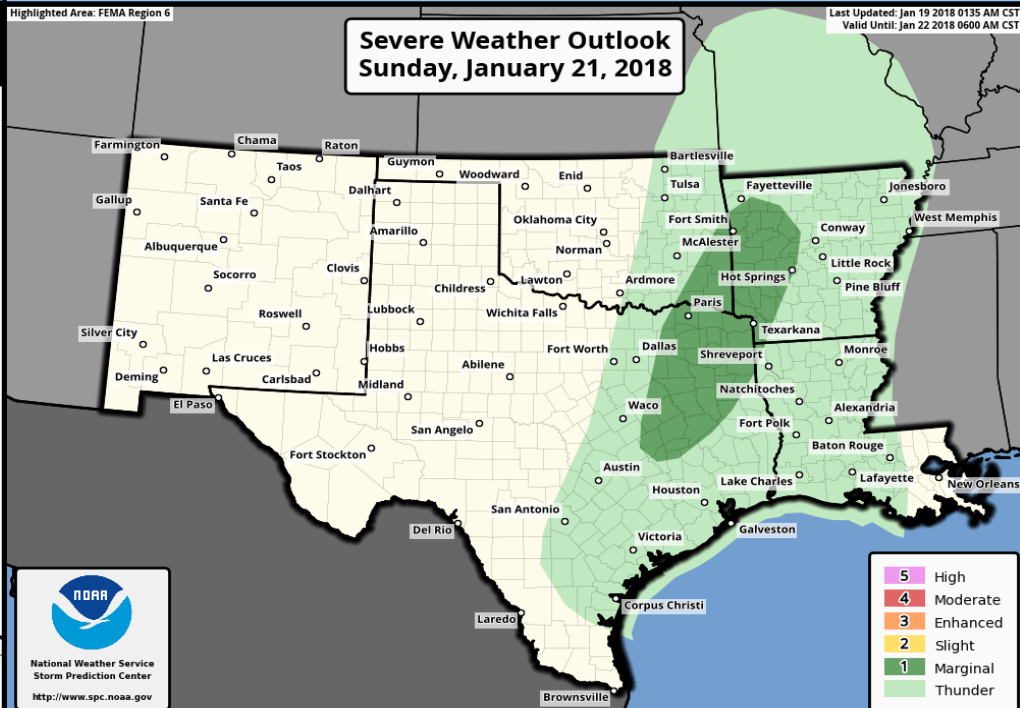 Highlighted Area: FEMA Region 6
Last Updated: Jan 19 2018 0135 AM CST
Valid Until: Jan 22 2018 0600 AM CST
Severe Weather Outlook
Sunday, January 21, 2018
Farmington
Chama
Raton
Taos
Guymon
Woodward
Enid
Bartlesville
Gallup
Santa Fe
Dalhart
Tulsa
Fayetteville
Jonesboro
Albuquerque
Amarillo
Oklahoma City
Norman
Fort Smith
McAlester
Conway
West Memphis
Socorro
Clovis
Childress
Lawton
Ardmore
Hot Springs
Little Rock
Pine Bluff
Roswell
Lubbock
Wichita Falls
Paris
Texarkana
Silver City
Las Cruces
Hobbs
Abilene
Fort Worth
Dallas
Shreveport
Monroe
Deming
Carlsbad
Midland
Natchitoches
El Paso
San Angelo
Waco
Fort Polk
Alexandria
Fort Stockton
Baton Rouge
Austin
Houston
Lake Charles
Lafayette
New Orleans
Del Rio
San Antonio
Victoria
Galveston
Laredo
Corpus Christi
Brownsville
NOAA
National Weather Service
Storm Prediction Center
http://www.spc.noaa.gov
5 High
4 Moderate
3 Enhanced
2 Slight
1 Marginal
Thunder